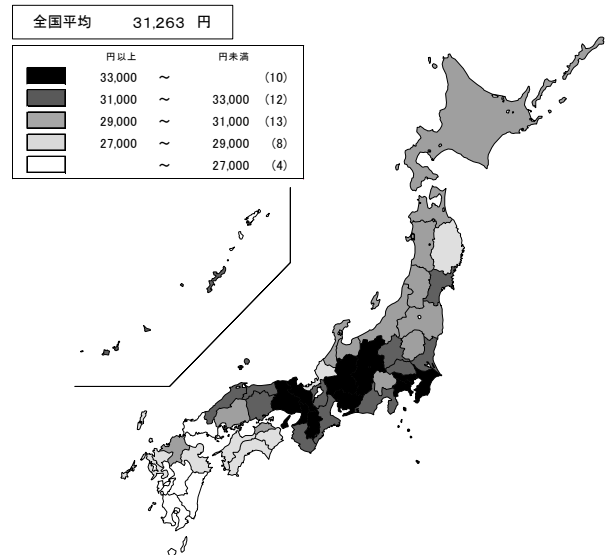 全国平均 31,263 円
円以上 円未満
33,000 ～ (10)
31,000 ～ 33,000 (12)
29,000 ～ 31,000 (13)
27,000 ～ 29,000 (8)
～ 27,000 (4)